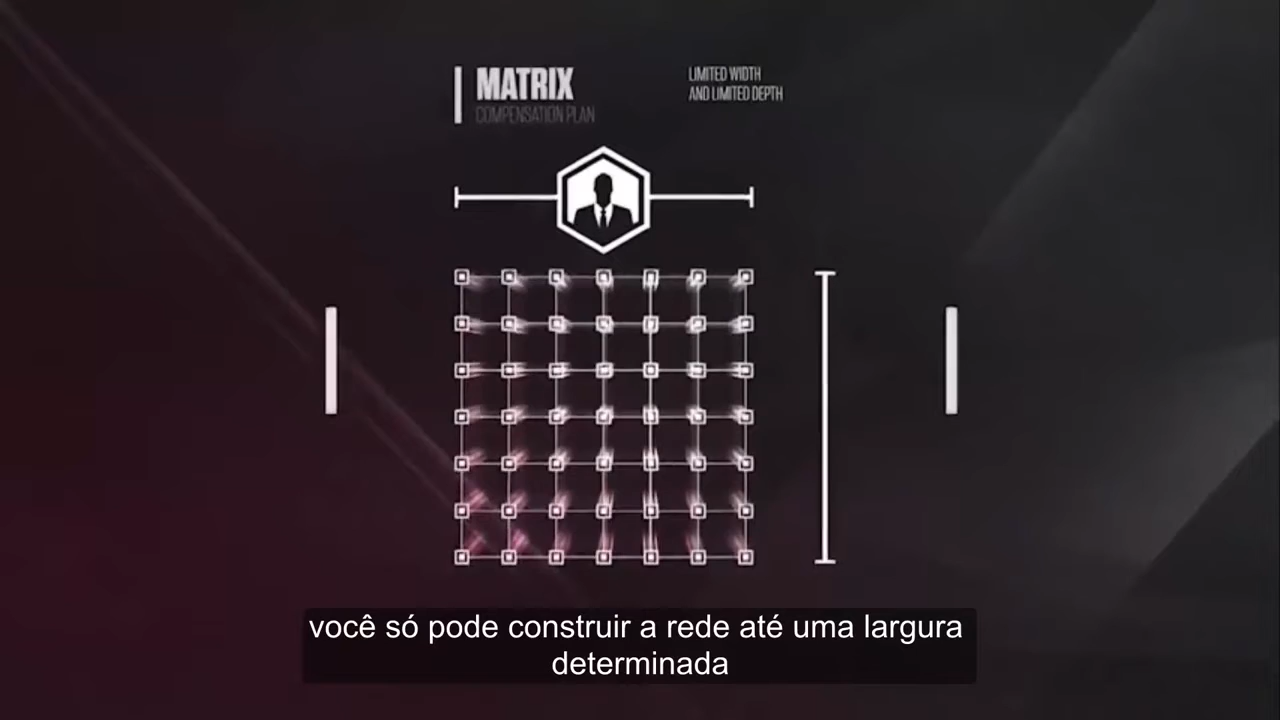 MATRIX
COMPENSATION PLAN
LIMITED WIDTH
AND LIMITED DEPTH
você só pode construir a rede até uma largura
determinada